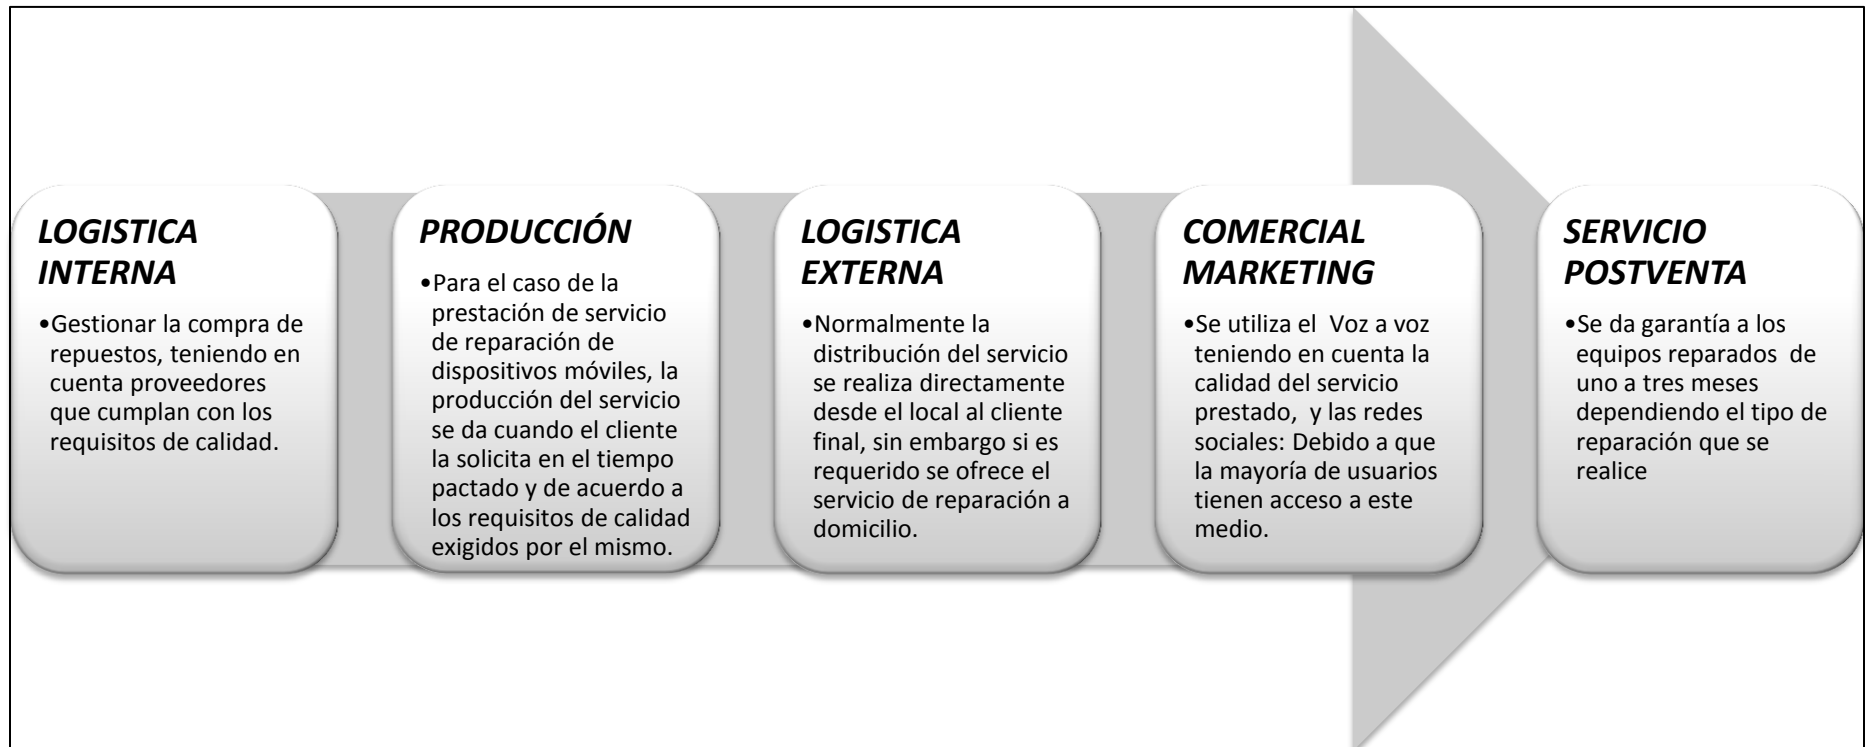 LOGISTICA
INTERNA
•Gestionar la compra de
repuestos, teniendo en
cuenta proveedores
que cumplan con los
requisitos de calidad.
PRODUCCIÓN
•Para el caso de la
prestación de servicio
de reparación de
dispositivos móviles, la
producción del servicio
se da cuando el cliente
la solicita en el tiempo
pactado y de acuerdo a
los requisitos de calidad
exigidos por el mismo.
LOGISTICA
EXTERNA
•Normalmente la
distribución del servicio
se realiza directamente
desde el local al cliente
final, sin embargo si es
requerido se ofrece el
servicio de reparación a
domicilio.
COMERCIAL
MARKETING
•Se utiliza el  Voz a voz
teniendo en cuenta la
calidad del servicio
prestado,  y las redes
sociales: Debido a que
la mayoría de usuarios
tienen acceso a este
medio.
SERVICIO
POSTVENTA
•Se da garantía a los
equipos reparados  de
uno a tres meses
dependiendo el tipo de
reparación que se
realice